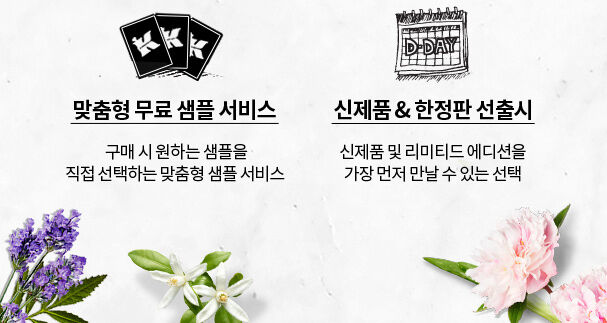 K K K
D-DAY
맞춤형 무료 샘플 서비스
신제품 & 한정판 선출시
구매 시 원하는 샘플을
직접 선택하는 맞춤형 샘플 서비스
신제품 및 리미티드 에디션을
가장 먼저 만날 수 있는 선택